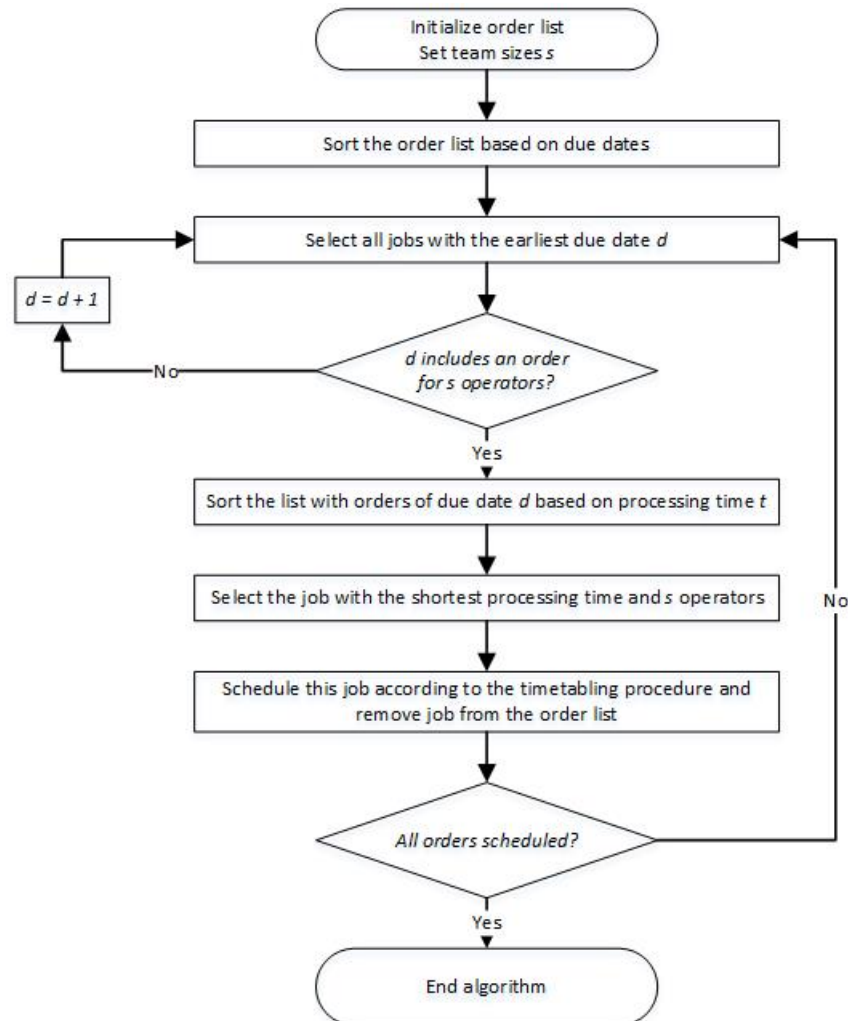 Initialize order list
Set team sizes s
Sort the order list based on due dates
Select all jobs with the earliest due date d
d = d + 1
d includes an order
for s operators?
No
Yes
Sort the list with orders of due date d based on processing time t
Select the job with the shortest processing time and s operators
No
Schedule this job according to the timetabling procedure and
remove job from the order list
All orders scheduled?
Yes
End algorithm